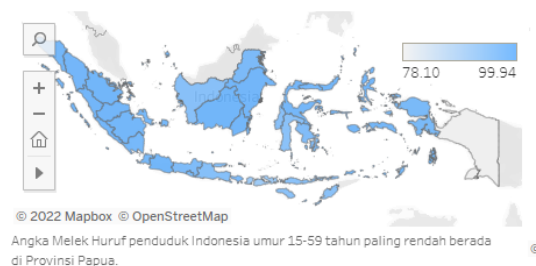 78.10 99.94
Indonesia
© 2022 Mapbox © OpenStreetMap
Angka Melek Huruf penduduk Indonesia umur 15-59 tahun paling rendah berada
di Provinsi Papua.
©